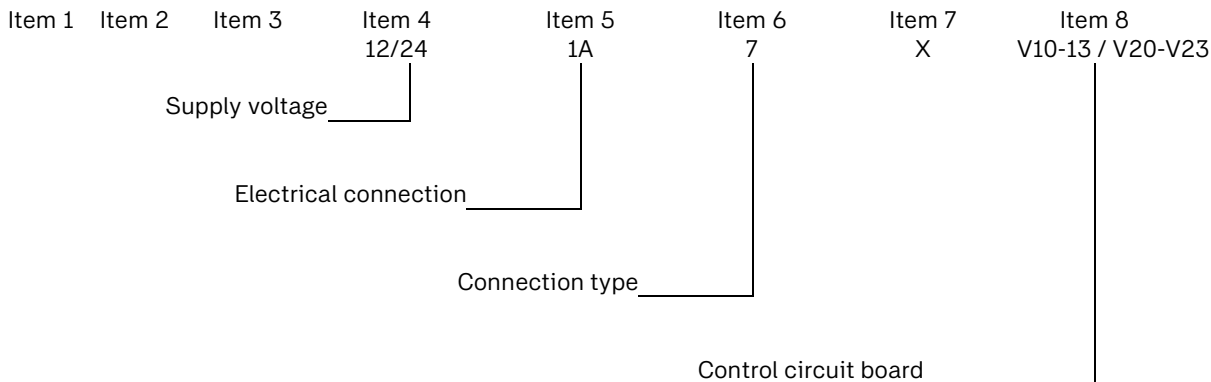 Item 1 Item 2 Item 3 Item 4 Item 5 Item 6 Item 7 Item 8
12/24 1A 7 X V10-13 / V20-V23
Supply voltage
Electrical connection
Connection type
Control circuit board